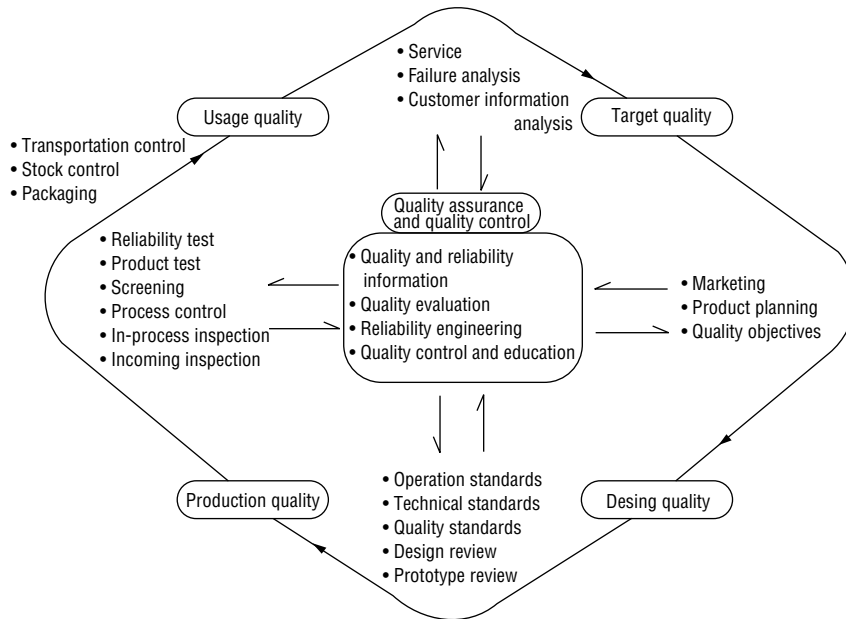 • Service
• Failure analysis
• Customer information
analysis
Usage quality
Target quality
• Transportation control
• Stock control
• Packaging
Quality assurance
and quality control
• Reliability test
• Product test
• Screening
• Process control
• In-process inspection
• Incoming inspection
• Quality and reliability
information
• Quality evaluation
• Reliability engineering
• Quality control and education
• Marketing
• Product planning
• Quality objectives
Production quality
• Operation standards
• Technical standards
• Quality standards
• Design review
• Prototype review
Desing quality